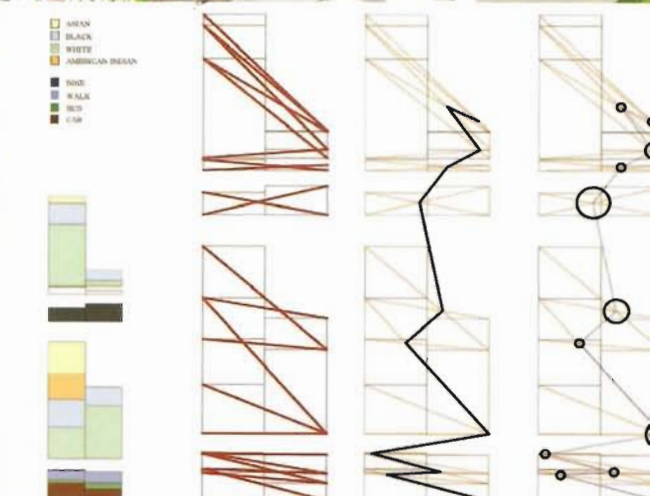 ASIAN
BLACK
WHITE
AMERICAN INDIAN
BIKE
WALK
BUS
CAR